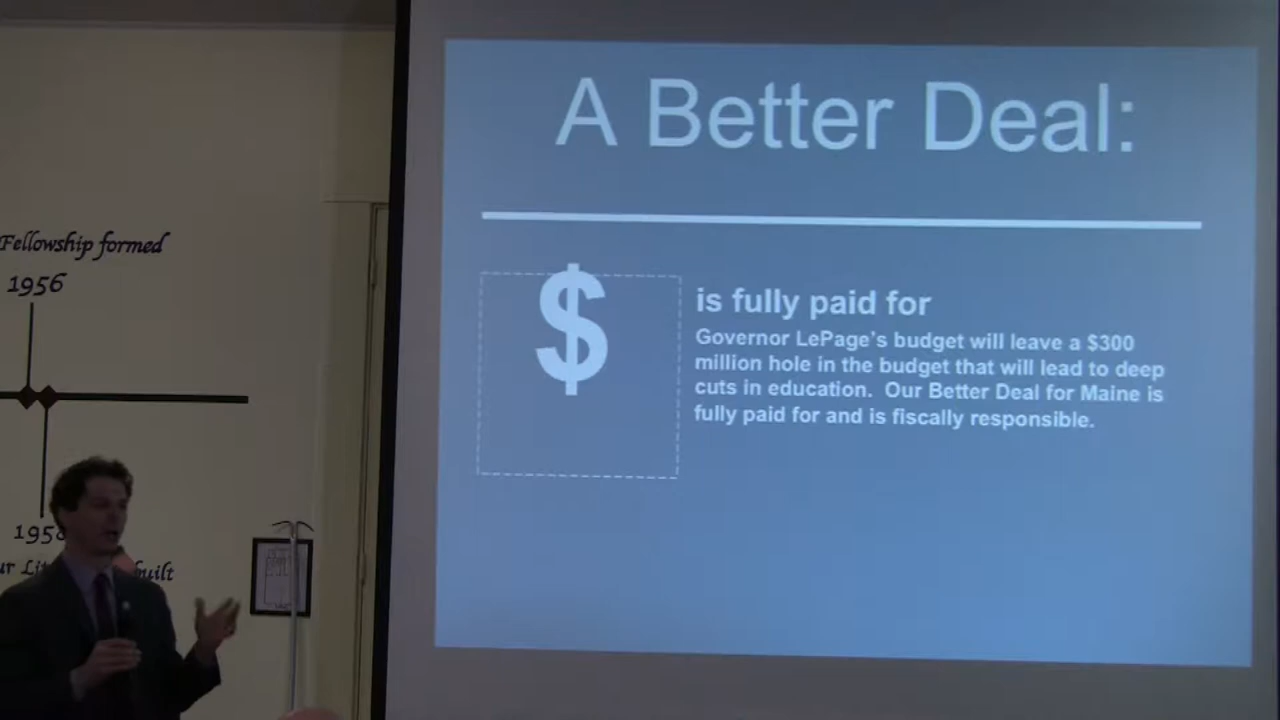 A Better Deal:
$
is fully paid for
Governor LePage's budget will leave a $300
million hole in the budget that will lead to deep
cuts in education. Our Better Deal for Maine is
fully paid for and is fiscally responsible.
Fellowship formed
1956
built